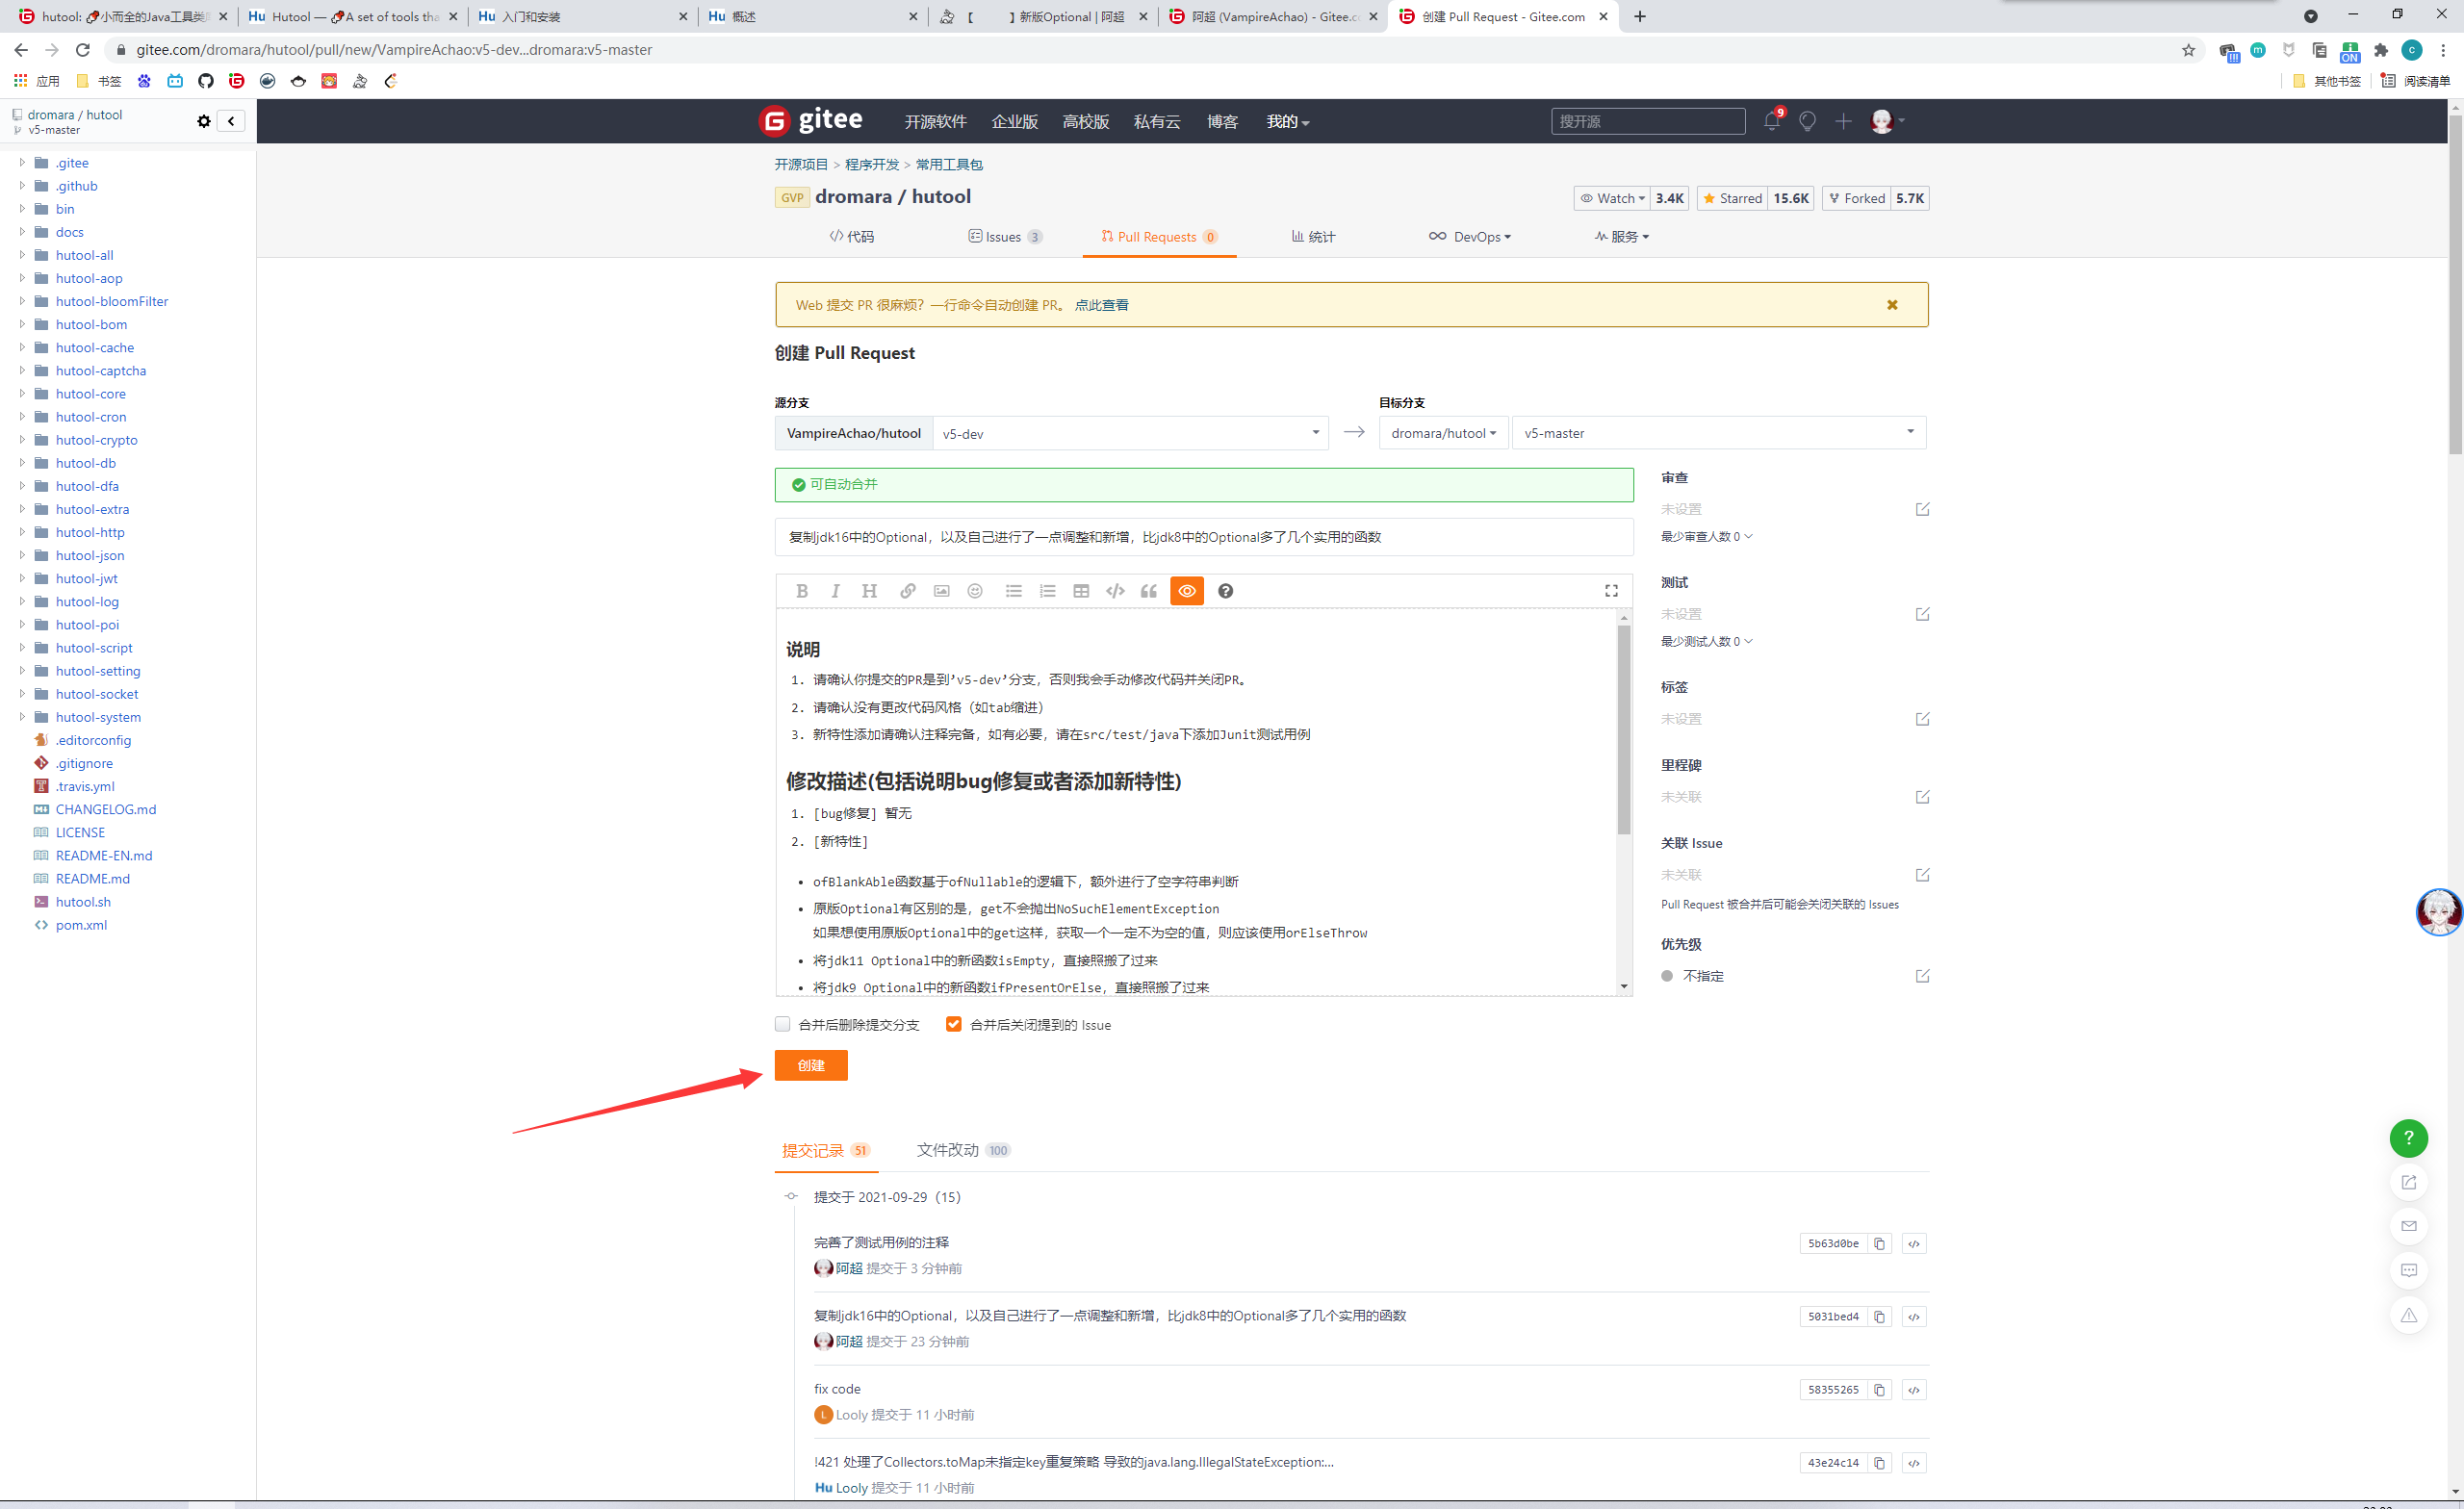 hutool: 小而全的Java工具类库
Hutool — A set of tools tha
入门和安装
概述
【 】新版Optional | 阿超
阿超 (VampireAchao) - Gitee.c
创建 Pull Request - Gitee.com
gitee.com/dromara/hutool/pull/new/VampireAchao:v5-dev...dromara:v5-master
应用
书签
ON
其他书签
阅读清单
dromara / hutool
v5-master
.gitee
.github
bin
docs
hutool-all
hutool-aop
hutool-bloomFilter
hutool-bom
hutool-cache
hutool-captcha
hutool-core
hutool-cron
hutool-crypto
hutool-db
hutool-dfa
hutool-extra
hutool-http
hutool-json
hutool-jwt
hutool-log
hutool-poi
hutool-script
hutool-setting
hutool-socket
hutool-system
.editorconfig
.gitignore
.travis.yml
CHANGELOG.md
LICENSE
README-EN.md
README.md
hutool.sh
pom.xml
gitee 开源软件 企业版 高校版 私有云 博客 我的 搜开源 9
开源项目 > 程序开发 > 常用工具包
GVP dromara / hutool
Watch 3.4K Starred 15.6K Forked 5.7K
代码 Issues 3 Pull Requests 0 统计 DevOps 服务
Web 提交 PR 很麻烦？一行命令自动创建 PR。 点此查看
创建 Pull Request
源分支 目标分支
VampireAchao/hutool v5-dev → dromara/hutool v5-master
可自动合并
复制jdk16中的Optional，以及自己进行了一点调整和新增，比jdk8中的Optional多了几个实用的函数
说明
1. 请确认你提交的PR是到'v5-dev'分支，否则我会手动修改代码并关闭PR。
2. 请确认没有更改代码风格（如tab缩进）
3. 新特性添加请确认注释完备，如有必要，请在src/test/java下添加Junit测试用例
修改描述(包括说明bug修复或者添加新特性)
1. [bug修复] 暂无
2. [新特性]
• ofBlankAble函数基于ofNullable的逻辑下，额外进行了空字符串判断
• 原版Optional有区别的是，get不会抛出NoSuchElementException
如果想使用原版Optional中的get这样，获取一个一定不为空的值，则应该使用orElseThrow
• 将jdk11 Optional中的新函数isEmpty，直接照搬了过来
• 将jdk9 Optional中的新函数ifPresentOrElse，直接照搬了过来
审查
未设置
最少审查人数 0
测试
未设置
最少测试人数 0
标签
未设置
里程碑
未关联
关联 Issue
未关联
Pull Request 被合并后可能会关闭关联的 Issues
优先级
不指定
合并后删除提交分支 合并后关闭提到的 Issue
创建
提交记录 51 文件改动 100
提交于 2021-09-29（15）
完善了测试用例的注释
5b63d0be
阿超 提交于 3 分钟前
复制jdk16中的Optional，以及自己进行了一点调整和新增，比jdk8中的Optional多了几个实用的函数
5031bed4
阿超 提交于 23 分钟前
fix code
58355265
L Looly 提交于 11 小时前
!421 处理了Collectors.toMap未指定key重复策略 导致的java.lang.IllegalStateException:...
43e24c14
Hu Looly 提交于 11 小时前